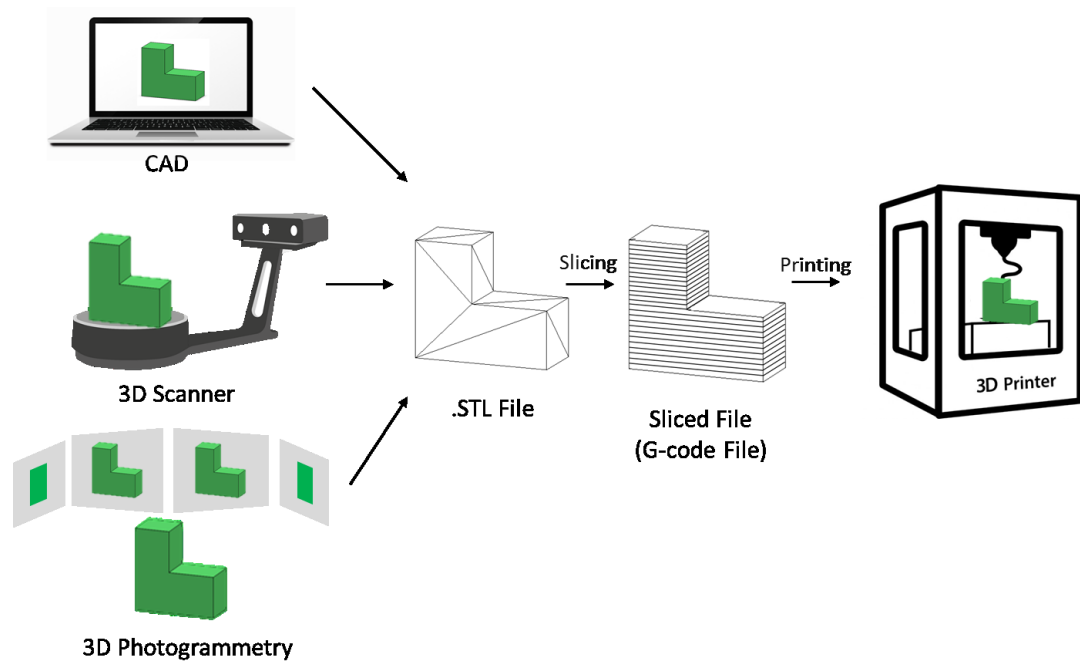 CAD
3D Scanner
3D Photogrammetry
.STL File
Slicing
Sliced File
(G-code File)
Printing
3D Printer